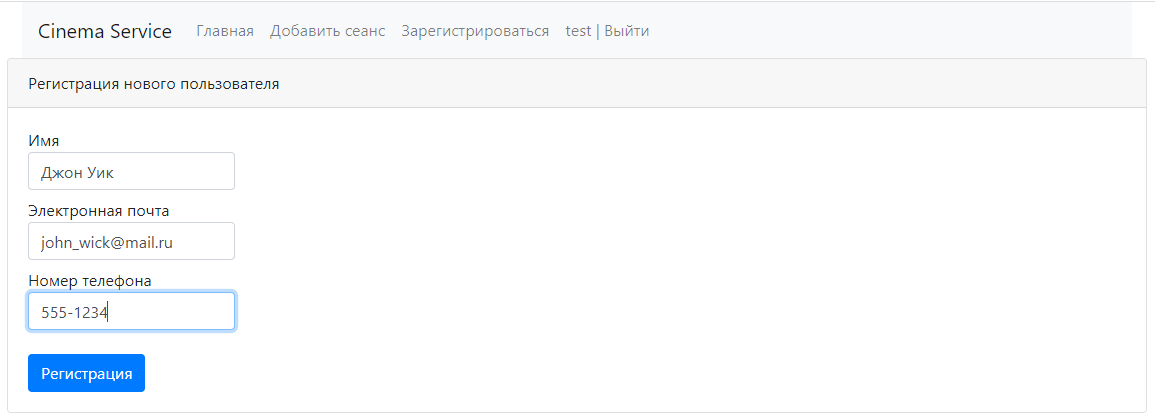 Cinema Service Главная Добавить сеанс Зарегистрироваться test | Выйти
Регистрация нового пользователя
Имя
Джон Уик
Электронная почта
john_wick@mail.ru
Номер телефона
555-1234
Регистрация